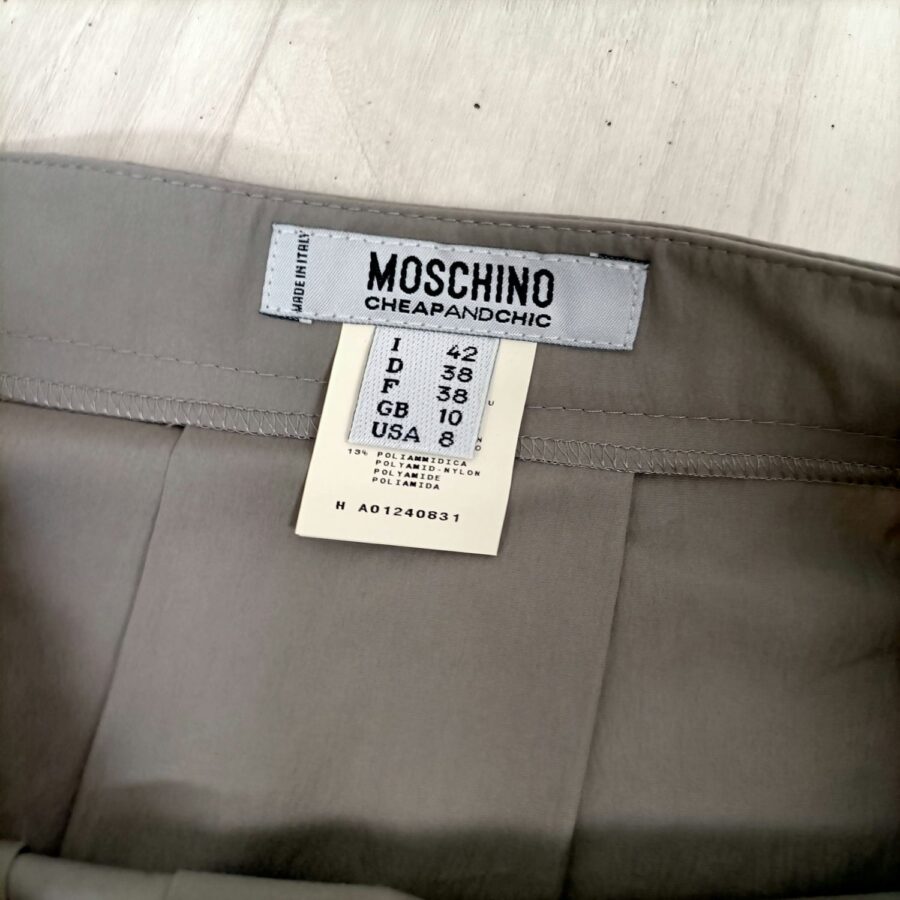 MADE IN ITALY
MOSCHINO
CHEAPANDCHIC
I 42
D 38
F 38
GB 10
USA 8
U
N
O
13% POLIAMMIDICA
POLYAMID-NYLON
POLYAMIDE
POLIAMIDA
H A01240831